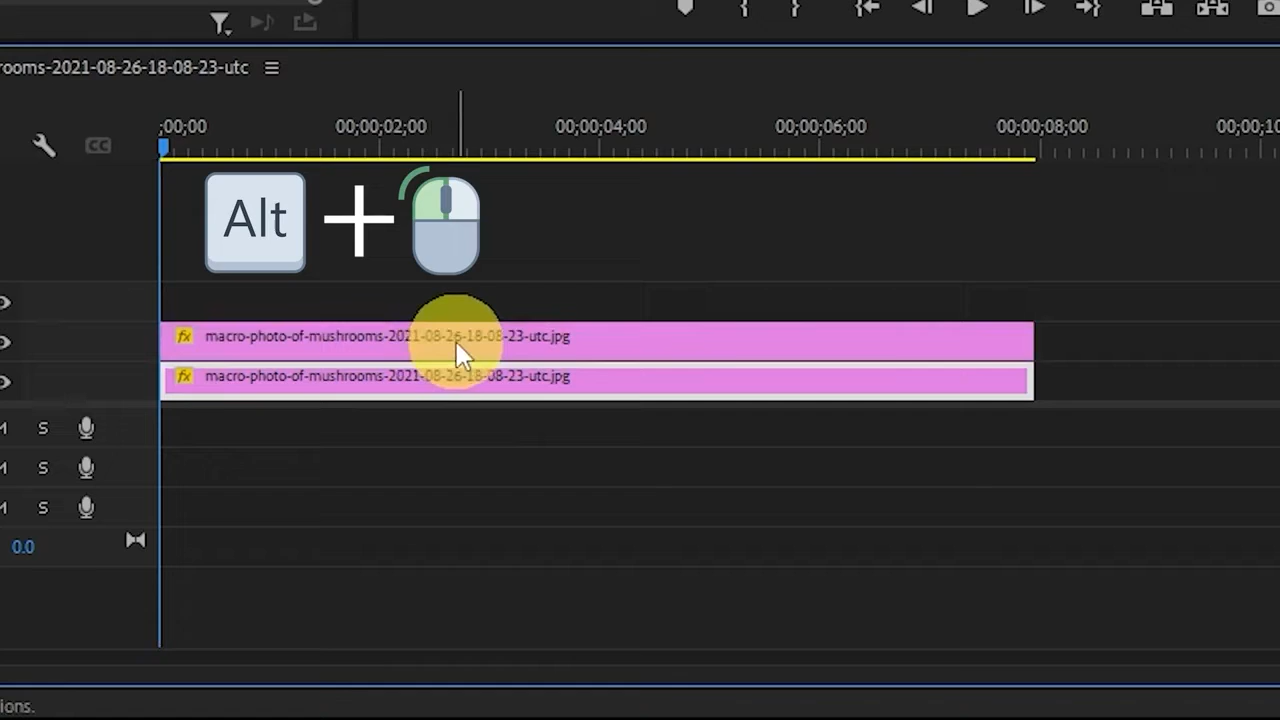 rooms-2021-08-26-18-08-23-utc
CC
;00;00 00;00;02;00 00;00;04;00 00;00;06;00 00;00;08;00 00;00;10
Alt +
fx macro-photo-of-mushrooms-2021-08-26-18-08-23-utc.jpg
fx macro-photo-of-mushrooms-2021-08-26-18-08-23-utc.jpg
M S
M S
M S
0.0
ions.